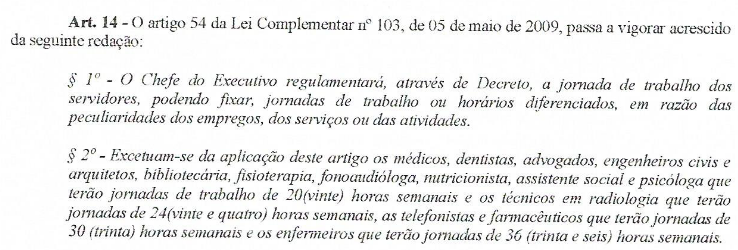 Art. 14 - O artigo 54 da Lei Complementar nº 103, de 05 de maio de 2009, passa a vigorar acrescido
da seguinte redação:
§ 1º - O Chefe do Executivo regulamentará, através de Decreto, a jornada de trabalho dos
servidores, podendo fixar, jornadas de trabalho ou horários diferenciados, em razão das
peculiaridades dos empregos, dos serviços ou das atividades.
§ 2º - Excetuam-se da aplicação deste artigo os médicos, dentistas, advogados, engenheiros civis e
arquitetos, bibliotecária, fisioterapia, fonoaudióloga, nutricionista, assistente social e psicóloga que
terão jornadas de trabalho de 20(vinte) horas semanais e os técnicos em radiologia que terão
jornadas de 24(vinte e quatro) horas semanais, as telefonistas e farmacêuticos que terão jornadas de
30 (trinta) horas semanais e os enfermeiros que terão jornadas de 36 (trinta e seis) horas semanais.